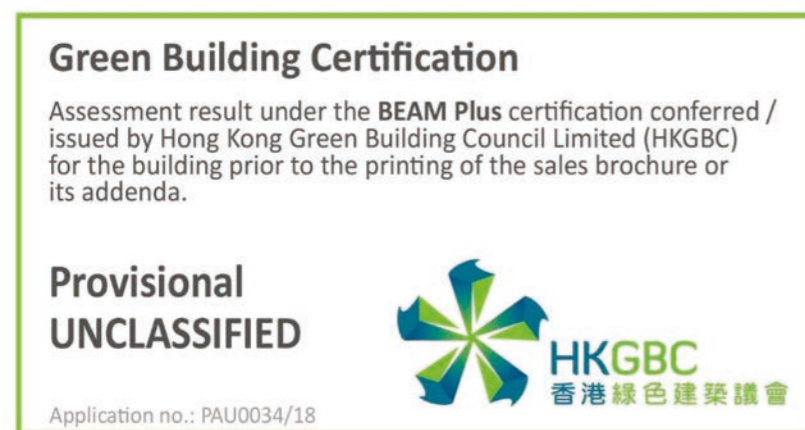 Green Building Certification
Assessment result under the BEAM Plus certification conferred /
issued by Hong Kong Green Building Council Limited (HKGBC)
for the building prior to the printing of the sales brochure or
its addenda.
Provisional
UNCLASSIFIED
HKGBC
香港綠色建築議會
Application no.: PAU0034/18